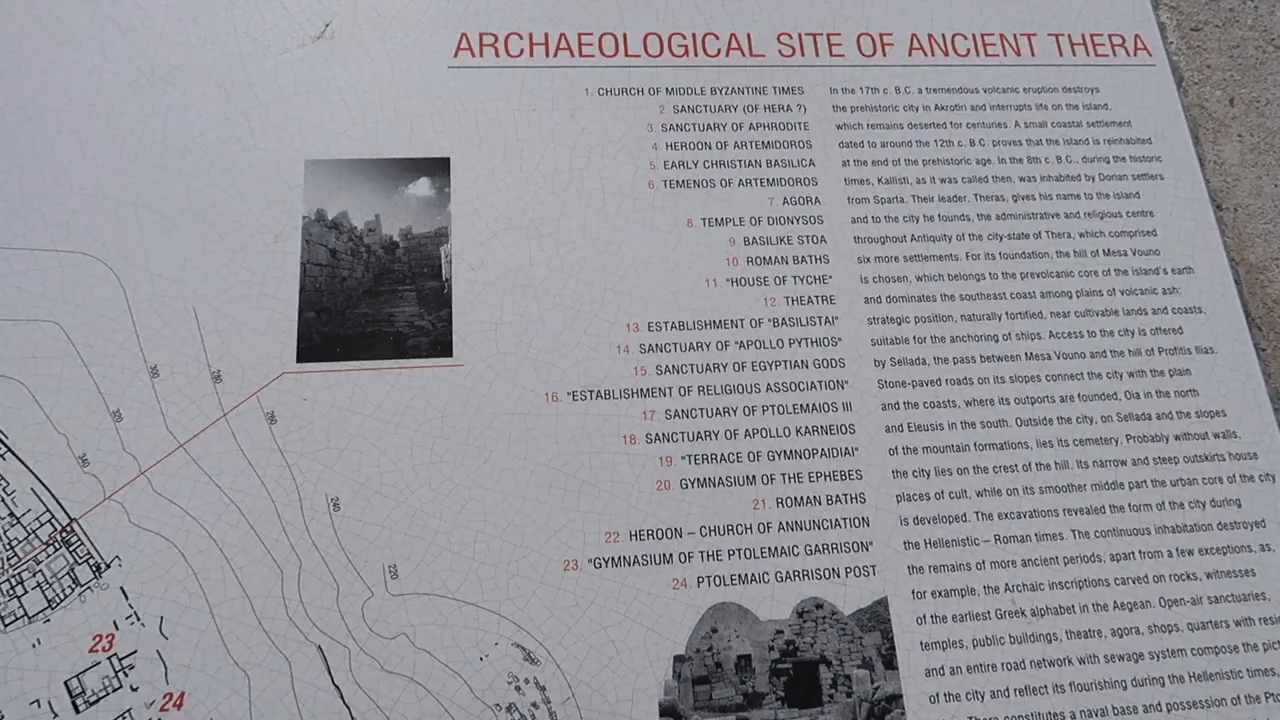 ARCHAEOLOGICAL SITE OF ANCIENT THERA
1. CHURCH OF MIDDLE BYZANTINE TIMES
2. SANCTUARY (OF HERA ?)
3. SANCTUARY OF APHRODITE
4. HEROON OF ARTEMIDOROS
5. EARLY CHRISTIAN BASILICA
6. TEMENOS OF ARTEMIDOROS
7. AGORA
8. TEMPLE OF DIONYSOS
9. BASILIKE STOA
10. ROMAN BATHS
11. "HOUSE OF TYCHE"
12. THEATRE
13. ESTABLISHMENT OF "BASILISTAI"
14. SANCTUARY OF "APOLLO PYTHIOS"
15. SANCTUARY OF EGYPTIAN GODS
16. "ESTABLISHMENT OF RELIGIOUS ASSOCIATION"
17. SANCTUARY OF PTOLEMAIOS III
18. SANCTUARY OF APOLLO KARNEIOS
19. "TERRACE OF GYMNOPAIDIAI"
20. GYMNASIUM OF THE EPHEBES
21. ROMAN BATHS
22. HEROON – CHURCH OF ANNUNCIATION
23. "GYMNASIUM OF THE PTOLEMAIC GARRISON"
24. PTOLEMAIC GARRISON POST
In the 17th c. B.C. a tremendous volcanic eruption destroys
the prehistoric city in Akrotiri and interrupts life on the island,
which remains deserted for centuries. A small coastal settlement
dated to around the 12th c. B.C. proves that the island is reinhabited
at the end of the prehistoric age. In the 8th c. B.C., during the historic
times, Kallisti, as it was called then, was inhabited by Dorian settlers
from Sparta. Their leader, Theras, gives his name to the island
and to the city he founds, the administrative and religious centre
throughout Antiquity of the city-state of Thera, which comprised
six more settlements. For its foundation, the hill of Mesa Vouno
is chosen, which belongs to the prevolcanic core of the island's earth
and dominates the southeast coast among plains of volcanic ash:
strategic position, naturally fortified, near cultivable lands and coasts,
suitable for the anchoring of ships. Access to the city is offered
by Sellada, the pass between Mesa Vouno and the hill of Profitis Ilias.
Stone-paved roads on its slopes connect the city with the plain
and the coasts, where its outports are founded, Oia in the north
and Eleusis in the south. Outside the city, on Sellada and the slopes
of the mountain formations, lies its cemetery. Probably without walls,
the city lies on the crest of the hill. Its narrow and steep outskirts house
places of cult, while on its smoother middle part the urban core of the city
is developed. The excavations revealed the form of the city during
the Hellenistic – Roman times. The continuous inhabitation destroyed
the remains of more ancient periods, apart from a few exceptions, as,
for example, the Archaic inscriptions carved on rocks, witnesses
of the earliest Greek alphabet in the Aegean. Open-air sanctuaries,
temples, public buildings, theatre, agora, shops, quarters with
and an entire road network with sewage system compose the
of the city and reflect its flourishing during the Hellenistic times,
Thera constitutes a naval base and possession of the
300
280
320
260
340
240
220
23
24